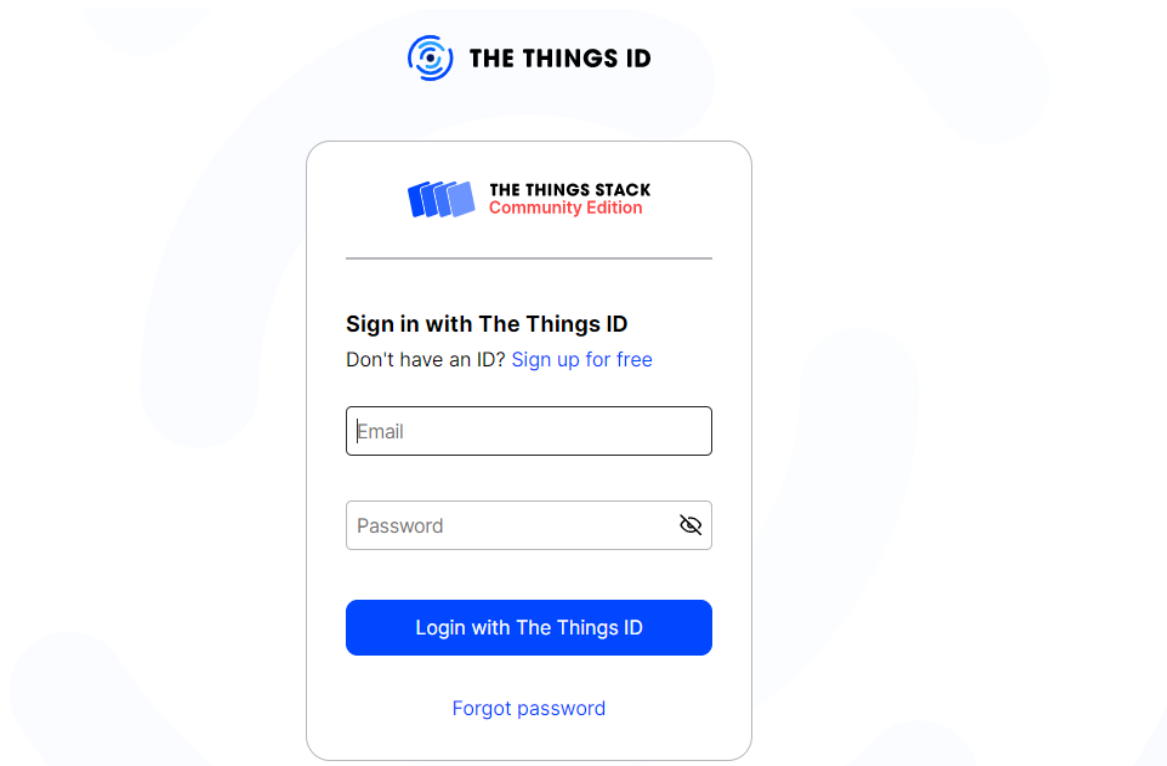 THE THINGS ID
THE THINGS STACK
Community Edition
Sign in with The Things ID
Don't have an ID? Sign up for free
Email
Password
Login with The Things ID
Forgot password